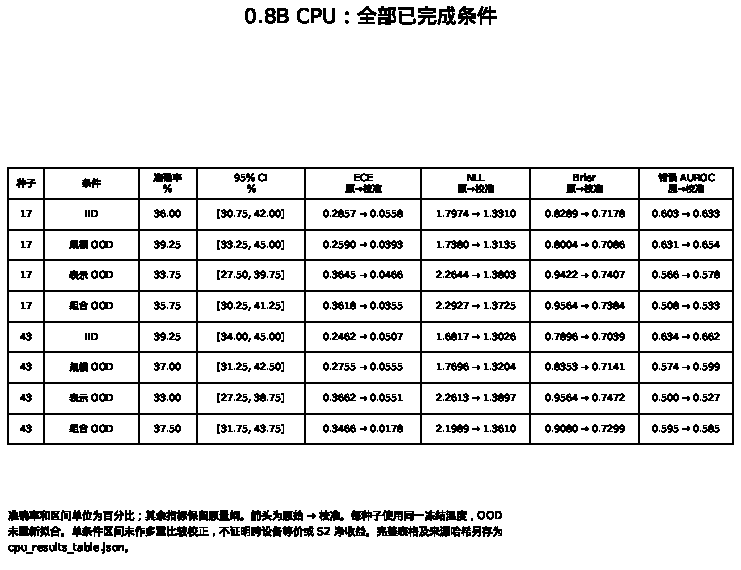 0.8B CPU：全部已完成条件
种子 条件 准确率 % 95% CI % ECE 原→校准 NLL 原→校准 Brier 原→校准 错误 AUROC 原→校准
17 IID 36.00 [30.75, 42.00] 0.2857 → 0.0558 1.7974 → 1.3310 0.8289 → 0.7178 0.603 → 0.633
17 规模 OOD 39.25 [33.25, 45.00] 0.2590 → 0.0393 1.7380 → 1.3135 0.8004 → 0.7086 0.631 → 0.654
17 表示 OOD 33.75 [27.50, 39.75] 0.3645 → 0.0466 2.2644 → 1.3803 0.9422 → 0.7407 0.566 → 0.578
17 组合 OOD 35.75 [30.25, 41.25] 0.3618 → 0.0355 2.2927 → 1.3725 0.9564 → 0.7384 0.508 → 0.533
43 IID 39.25 [34.00, 45.00] 0.2462 → 0.0507 1.6817 → 1.3026 0.7896 → 0.7039 0.634 → 0.662
43 规模 OOD 37.00 [31.25, 42.50] 0.2755 → 0.0555 1.7696 → 1.3204 0.8353 → 0.7141 0.574 → 0.599
43 表示 OOD 33.00 [27.25, 38.75] 0.3662 → 0.0551 2.2613 → 1.3897 0.9564 → 0.7472 0.500 → 0.527
43 组合 OOD 37.50 [31.75, 43.75] 0.3466 → 0.0178 2.1989 → 1.3610 0.9080 → 0.7299 0.595 → 0.585
准确率和区间单位为百分比；其余指标保留原量纲。箭头为原始 → 校准。每种子使用同一冻结温度，OOD
未重新拟合。单条件区间未作多重比较校正，不证明跨设备等价或 S2 净收益。完整表格及来源哈希另存为
cpu_results_table.json。